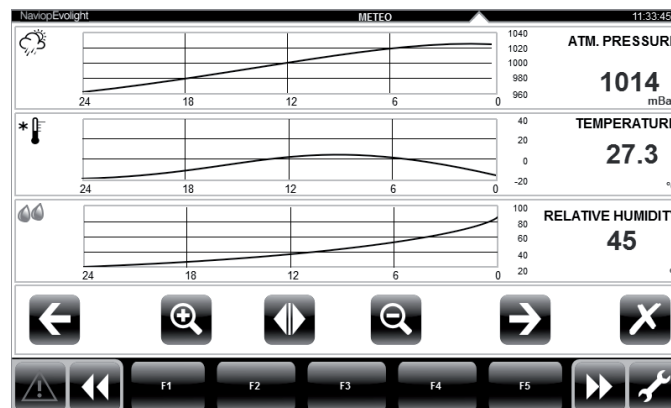 NaviopEvolight METEO 11:33:45
1040
1020
1000
980
960
24 18 12 6 0
ATM. PRESSURE
1014
mBa
40
20
0
-20
24 18 12 6 0
TEMPERATURE
27.3
100
80
60
40
20
24 18 12 6 0
RELATIVE HUMIDIT
45
F1 F2 F3 F4 F5